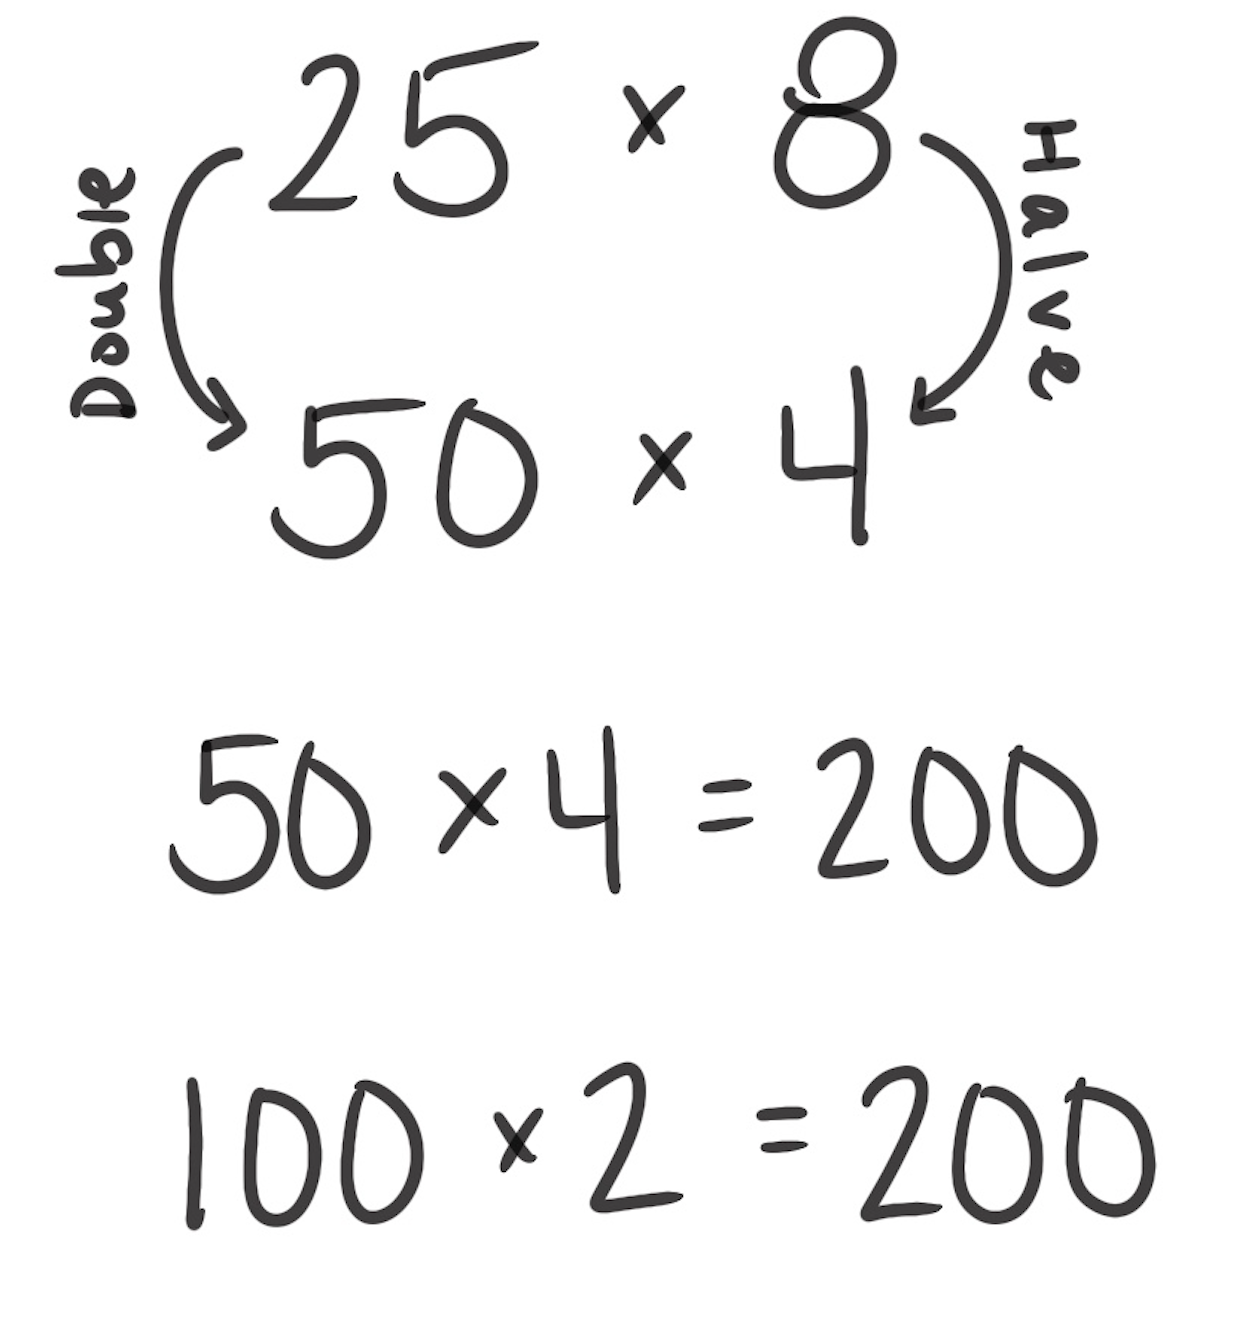 25 × 8
Double
Halve
50 × 4
50 × 4 = 200
100 × 2 = 200